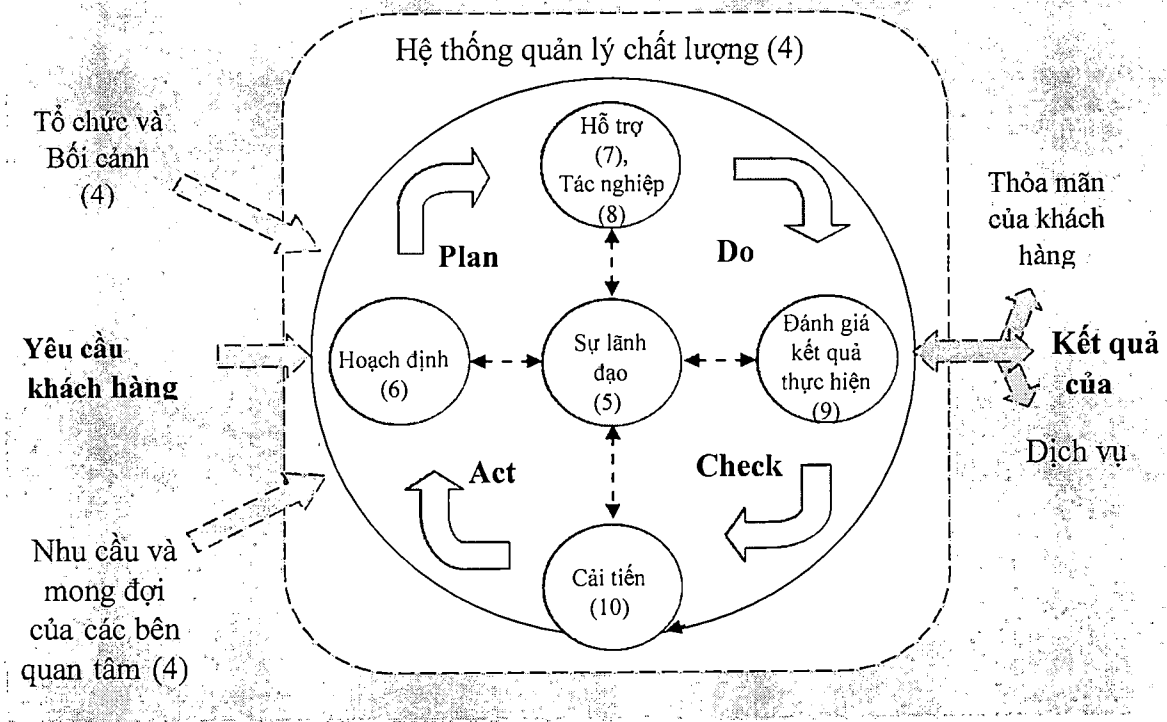 Hệ thống quản lý chất lượng (4)
Tổ chức và
Bối cảnh
(4)
Hỗ trợ
(7),
Tác nghiệp
(8)
Thỏa mãn
của khách
hàng
Plan
Do
Yêu cầu
khách hàng
Hoạch định
(6)
Sự lãnh
đạo
(5)
Đánh giá
kết quả
thực hiện
(9)
Kết quả
của
Act
Check
Dịch vụ
Nhu cầu và
mong đợi
của các bên
quan tâm (4)
Cải tiến
(10)